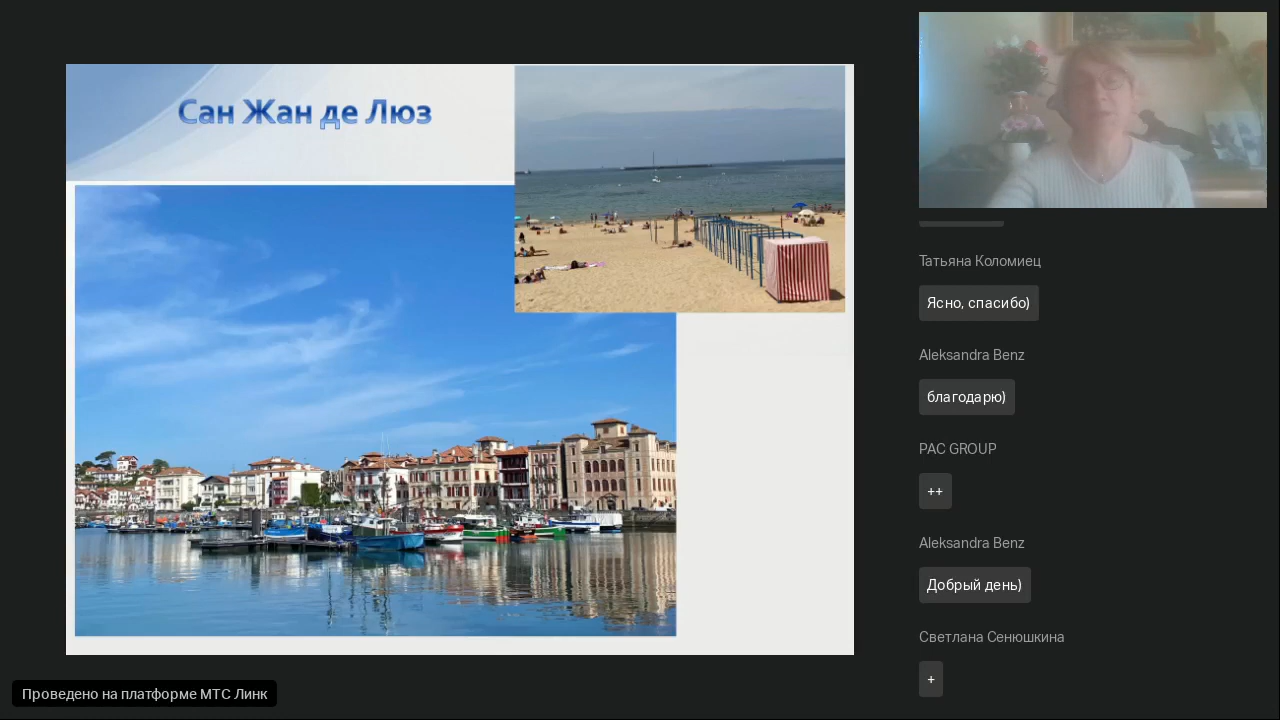 Сан Жан де Люз
Татьяна Коломиец
Ясно, спасибо)
Aleksandra Benz
благодарю)
PAC GROUP
++
Aleksandra Benz
Добрый день)
Светлана Сенюшкина
+
Проведено на платформе МТС Линк